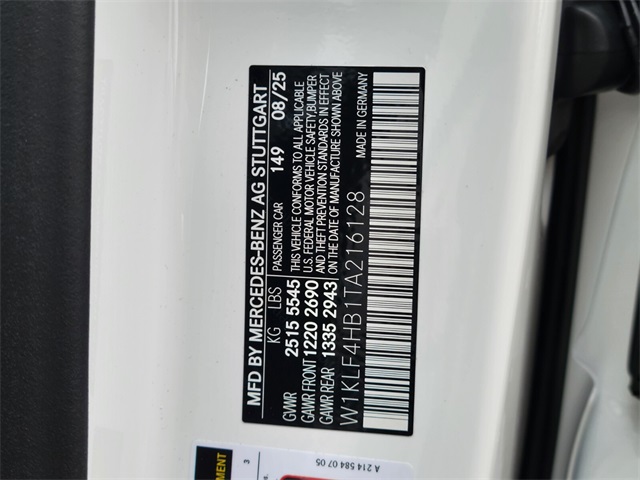 MFD BY MERCEDES-BENZ AG STUTTGART
KG LBS PASSENGER CAR 149 08/25
GVWR 2515 5545
GAWR FRONT 1220 2690
GAWR REAR 1335 2943
THIS VEHICLE CONFORMS TO ALL APPLICABLE
U.S. FEDERAL MOTOR VEHICLE SAFETY,BUMPER
AND THEFT PREVENTION STANDARDS IN EFFECT
ON THE DATE OF MANUFACTURE SHOWN ABOVE
W1KLF4HB1TA216128
MADE IN GERMANY
3
A 214 584 07 05